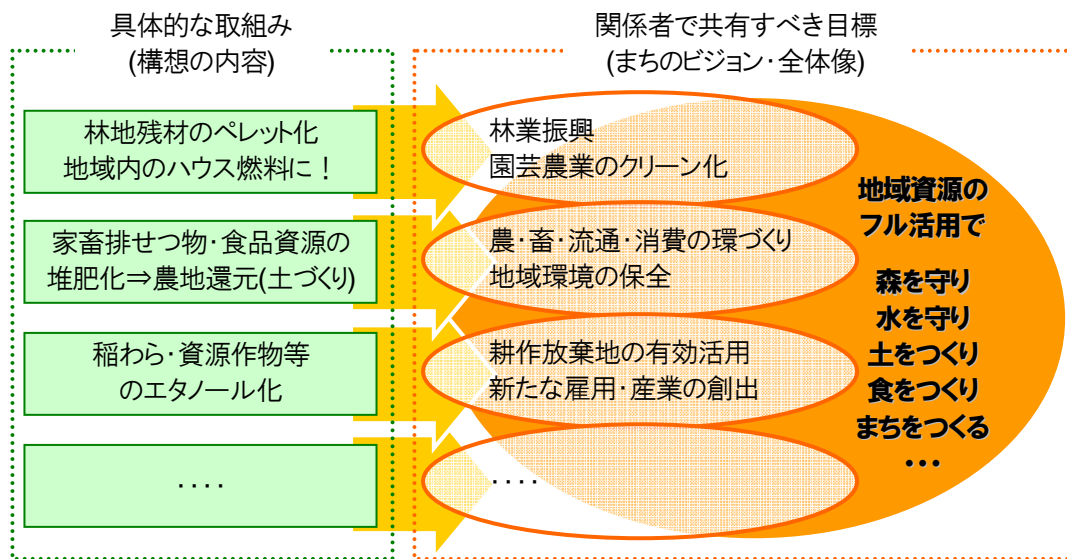 具体的な取組み
(構想の内容)
関係者で共有すべき目標
(まちのビジョン・全体像)
林地残材のペレット化
地域内のハウス燃料に！
林業振興
園芸農業のクリーン化
家畜排せつ物・食品資源の
堆肥化⇒農地還元(土づくり)
農・畜・流通・消費の環づくり
地域環境の保全
稲わら・資源作物等
のエタノール化
耕作放棄地の有効活用
新たな雇用・産業の創出
‥‥
‥‥
地域資源の
フル活用で
森を守り
水を守り
土をつくり
食をつくり
まちをつくる
…